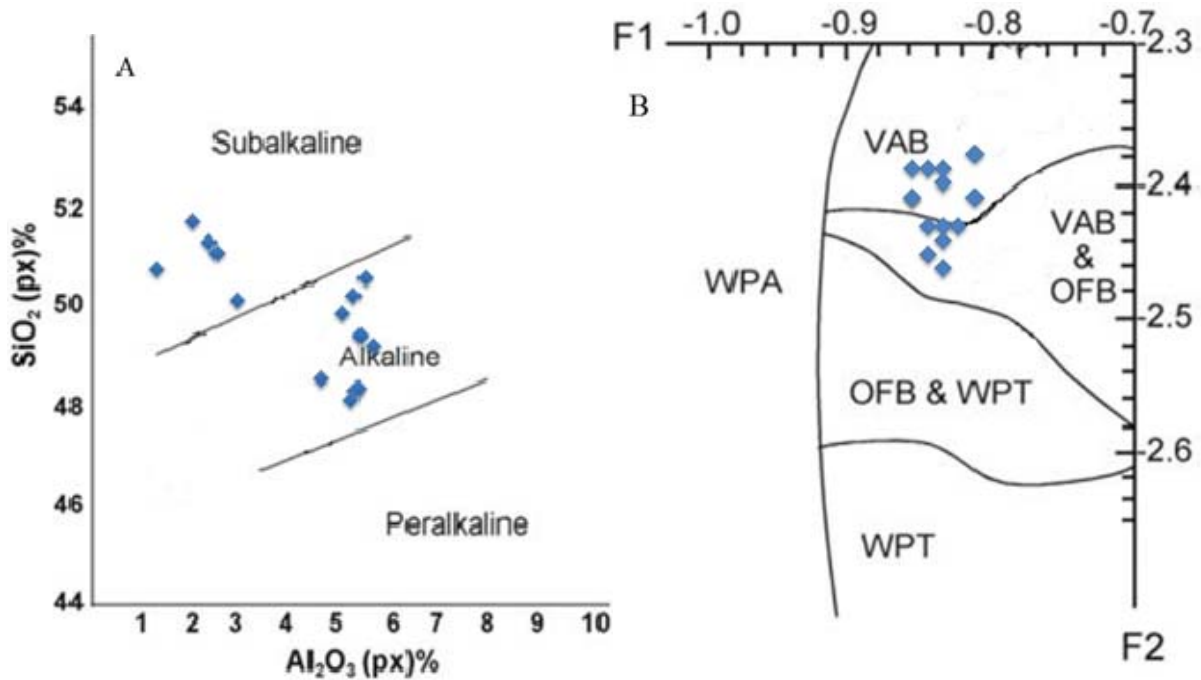 A
54
52
50
48
46
44
SiO₂ (px)%
Subalkaline
Alkaline
Peralkaline
1 2 3 4 5 6 7 8 9 10
Al₂O₃ (px)%
B
F1
-1.0 -0.9 -0.8 -0.7
-2.3
-2.4
-2.5
-2.6
F2
VAB
VAB
&
OFB
WPA
OFB & WPT
WPT